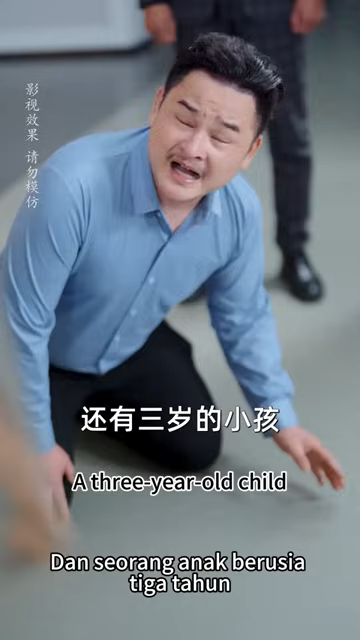 影视效果 请勿模仿
还有三岁的小孩
A three-year-old child
Dan seorang anak berusia
tiga tahun